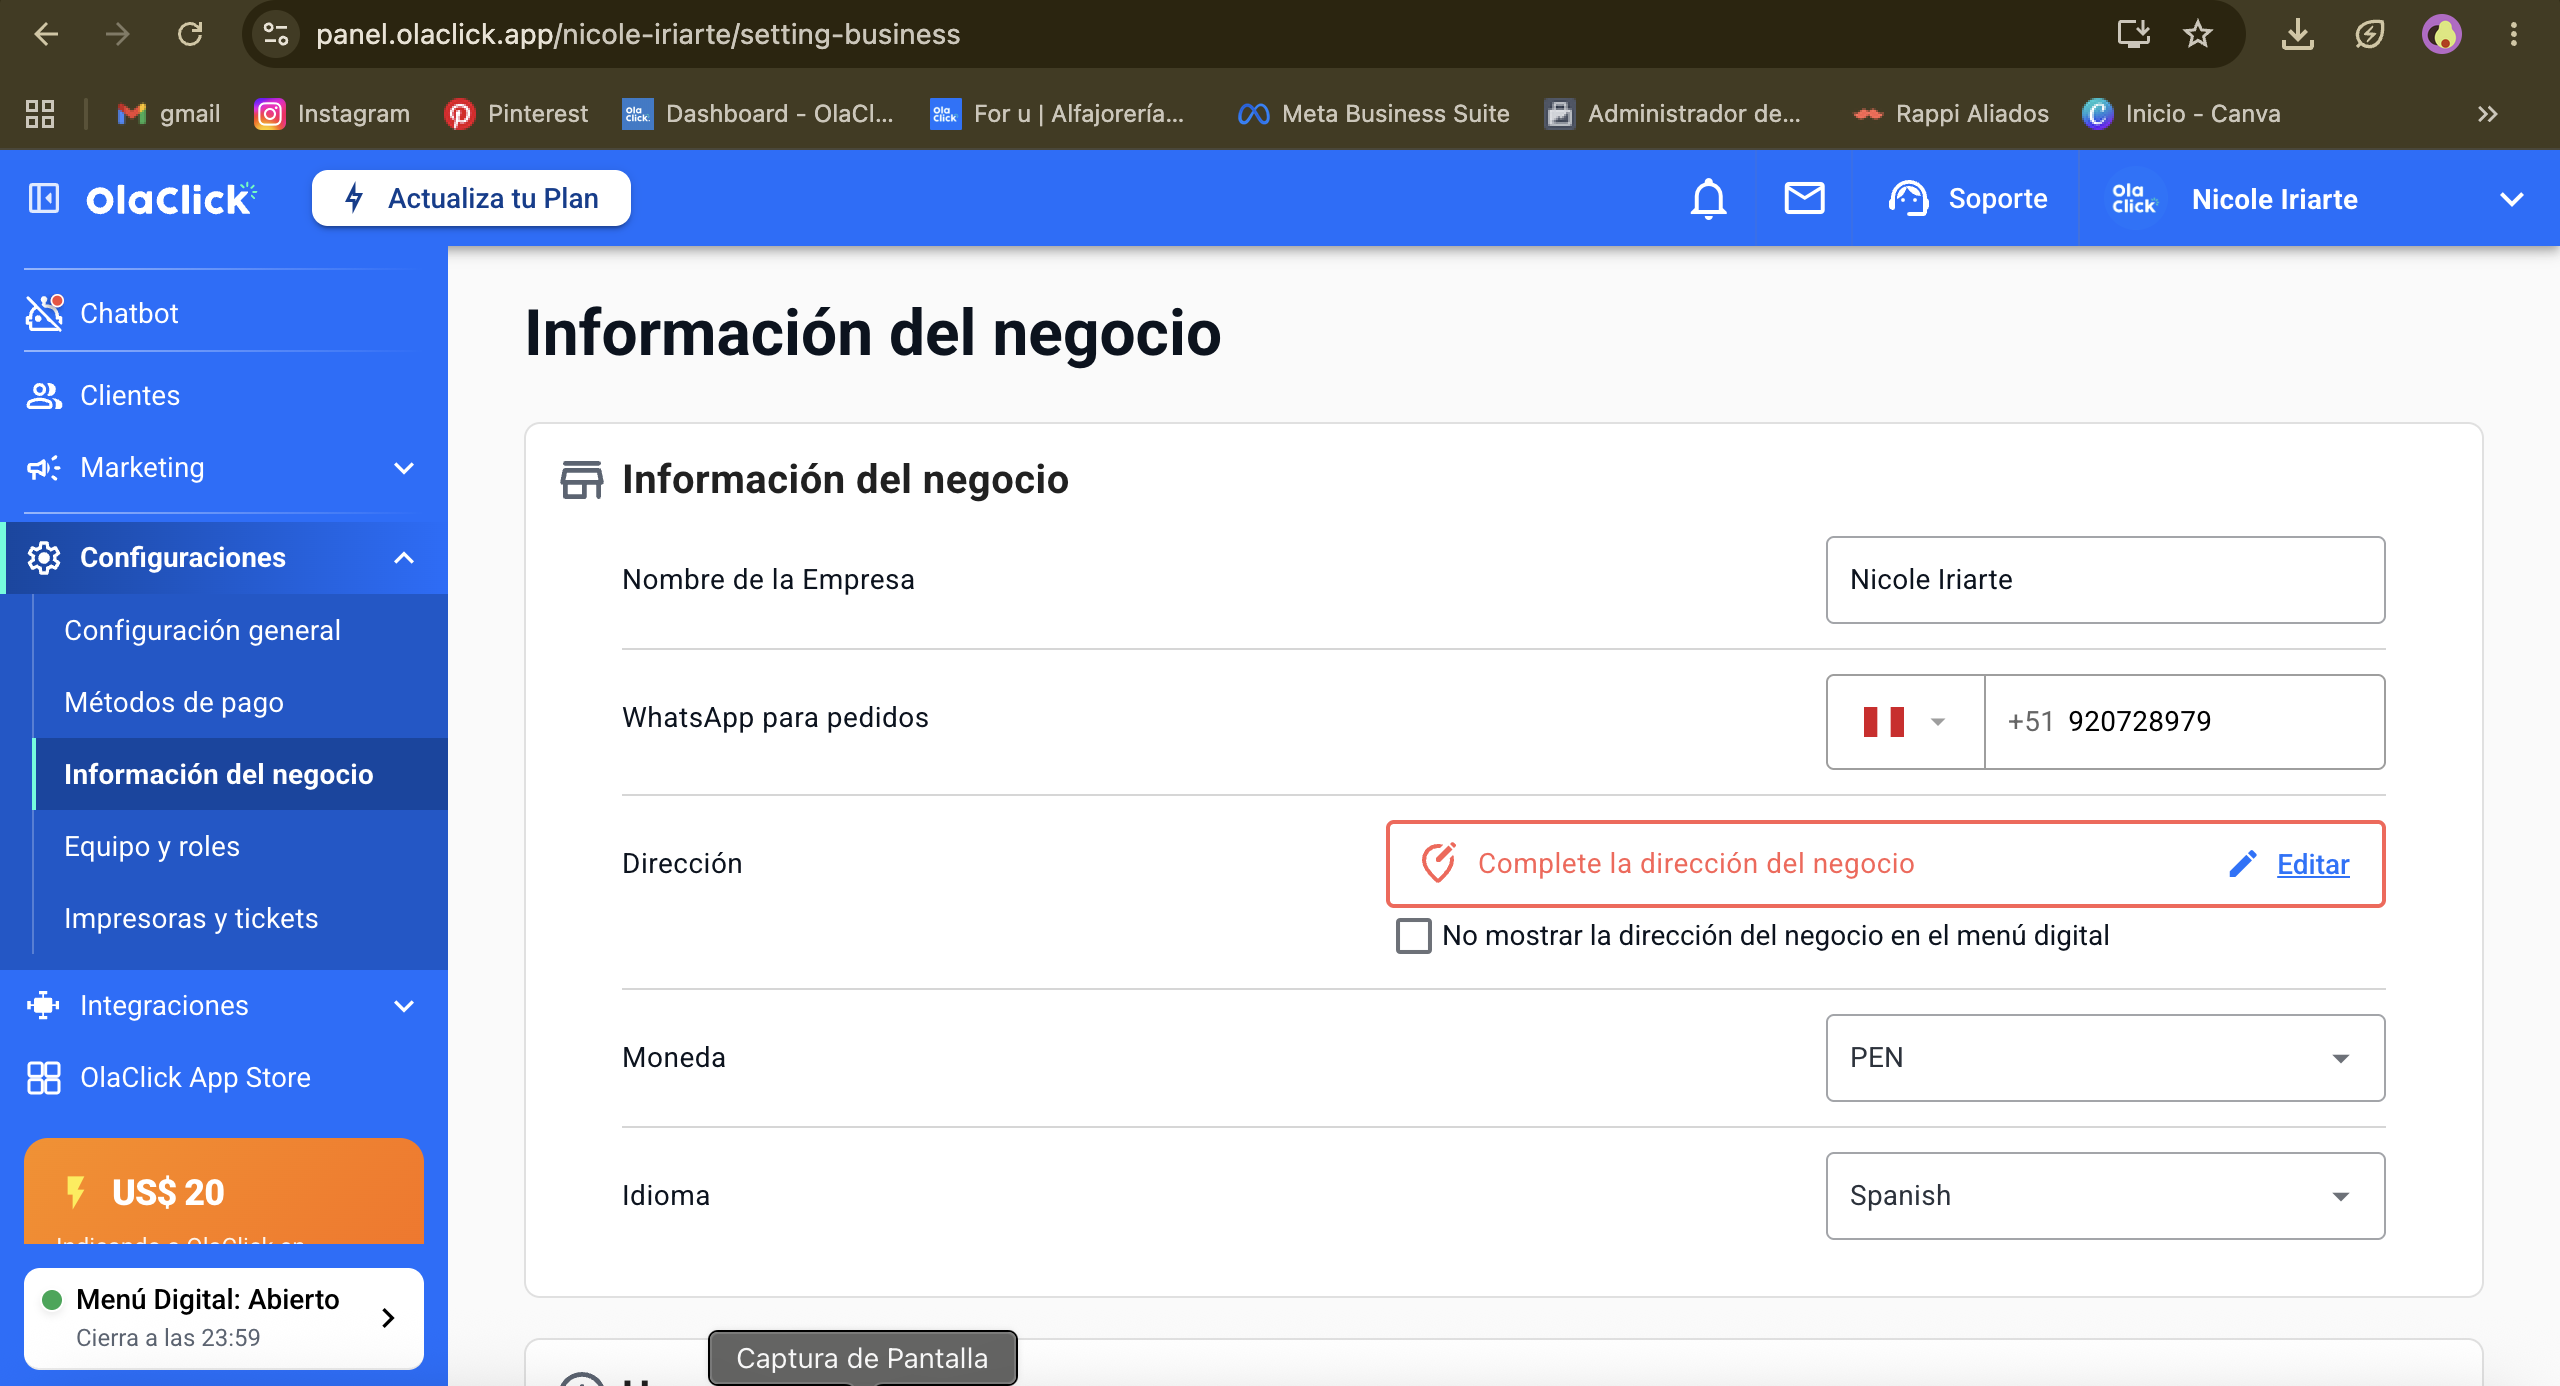 panel.olaclick.app/nicole-iriarte/setting-business
gmail
Instagram
Pinterest
Dashboard - OlaCl...
For u | Alfajorería...
Meta Business Suite
Administrador de...
Rappi Aliados
Inicio - Canva
OlaClick
Actualiza tu Plan
Soporte
Ola Click
Nicole Iriarte
Chatbot
Clientes
Marketing
Configuraciones
Configuración general
Métodos de pago
Información del negocio
Equipo y roles
Impresoras y tickets
Integraciones
OlaClick App Store
US$ 20
Indicando a OlaClick en
Menú Digital: Abierto
Cierra a las 23:59
Información del negocio
Información del negocio
Nombre de la Empresa
Nicole Iriarte
WhatsApp para pedidos
+51 920728979
Dirección
Complete la dirección del negocio
Editar
No mostrar la dirección del negocio en el menú digital
Moneda
PEN
Idioma
Spanish
Captura de Pantalla